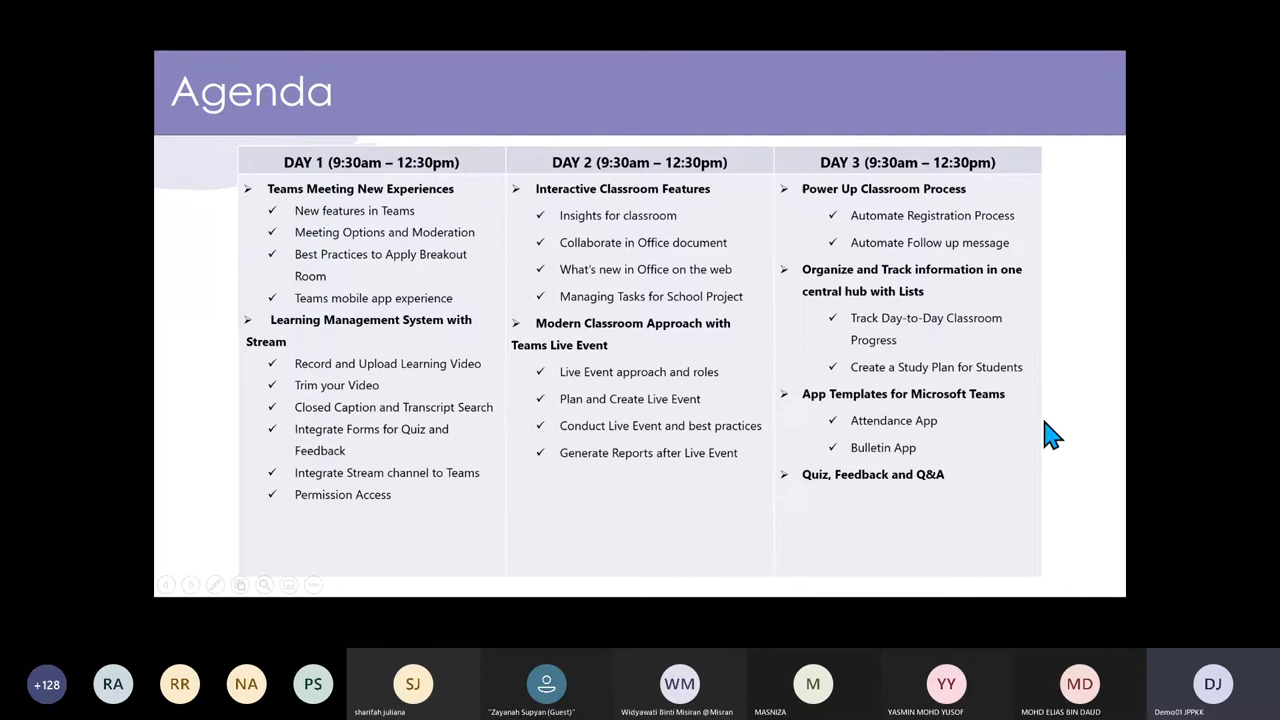 Agenda
DAY 1 (9:30am – 12:30pm)
Teams Meeting New Experiences
New features in Teams
Meeting Options and Moderation
Best Practices to Apply Breakout
Room
Teams mobile app experience
Learning Management System with
Stream
Record and Upload Learning Video
Trim your Video
Closed Caption and Transcript Search
Integrate Forms for Quiz and
Feedback
Integrate Stream channel to Teams
Permission Access
DAY 2 (9:30am – 12:30pm)
Interactive Classroom Features
Insights for classroom
Collaborate in Office document
What's new in Office on the web
Managing Tasks for School Project
Modern Classroom Approach with
Teams Live Event
Live Event approach and roles
Plan and Create Live Event
Conduct Live Event and best practices
Generate Reports after Live Event
DAY 3 (9:30am – 12:30pm)
Power Up Classroom Process
Automate Registration Process
Automate Follow up message
Organize and Track information in one
central hub with Lists
Track Day-to-Day Classroom
Progress
Create a Study Plan for Students
App Templates for Microsoft Teams
Attendance App
Bulletin App
Quiz, Feedback and Q&A
+128
RA
RR
NA
PS
SJ
sharifah juliana
"Zayanah Supyan (Guest)"
WM
Widyawati Binti Misiran @Misran
M
MASNIZA
YY
YASMIN MOHD YUSOF
MD
MOHD ELIAS BIN DAUD
DJ
Demo01 JPPKK